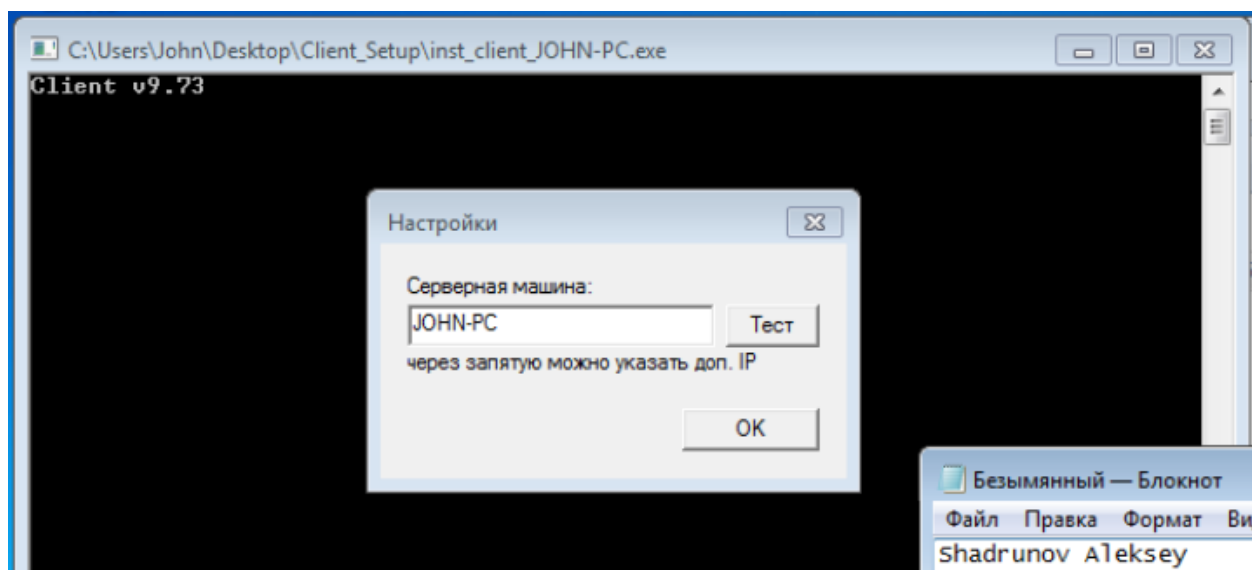 C:\Users\John\Desktop\Client_Setup\inst_client_JOHN-PC.exe
Client v9.73
Настройки
Серверная машина:
JOHN-PC
Тест
через запятую можно указать доп. IP
OK
Безымянный — Блокнот
Файл Правка Формат Ви
Shadrunov Aleksey